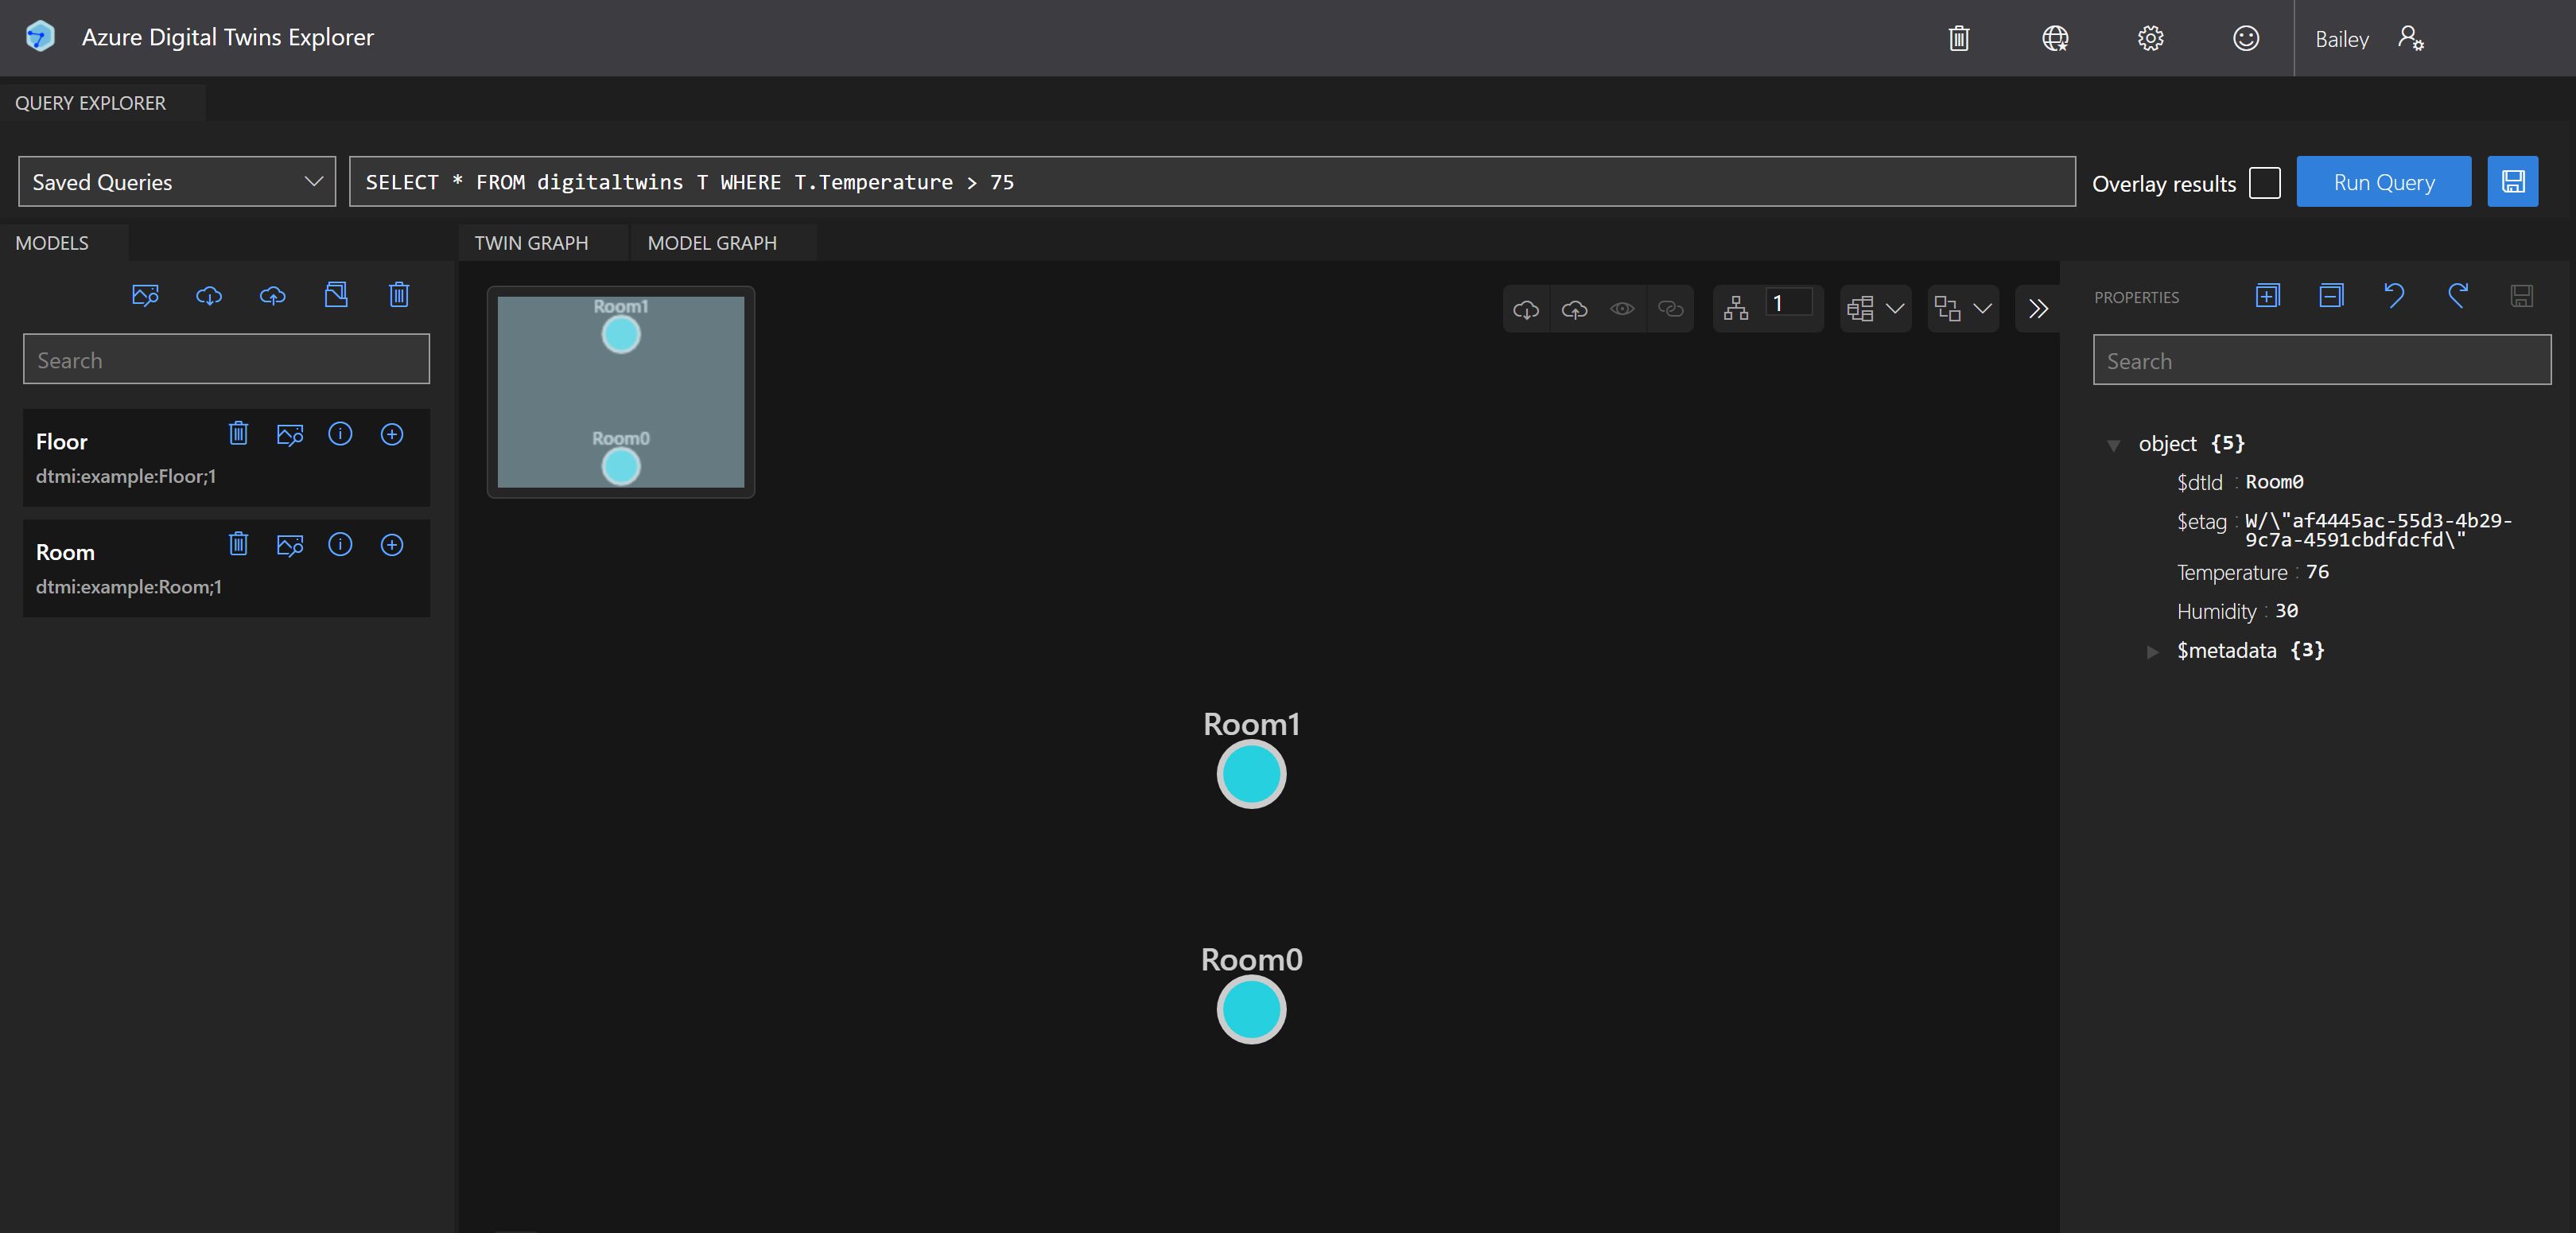 Azure Digital Twins Explorer
Bailey
QUERY EXPLORER
Saved Queries
SELECT * FROM digitaltwins T WHERE T.Temperature > 75
Overlay results
Run Query
MODELS
TWIN GRAPH
MODEL GRAPH
Search
Floor
dtmi:example:Floor;1
Room
dtmi:example:Room;1
Room1
Room0
1
Room1
Room0
PROPERTIES
Search
object {5}
$dtId : Room0
$etag : W/\"af4445ac-55d3-4b29-
9c7a-4591cbdfdcfd\"
Temperature : 76
Humidity : 30
$metadata {3}